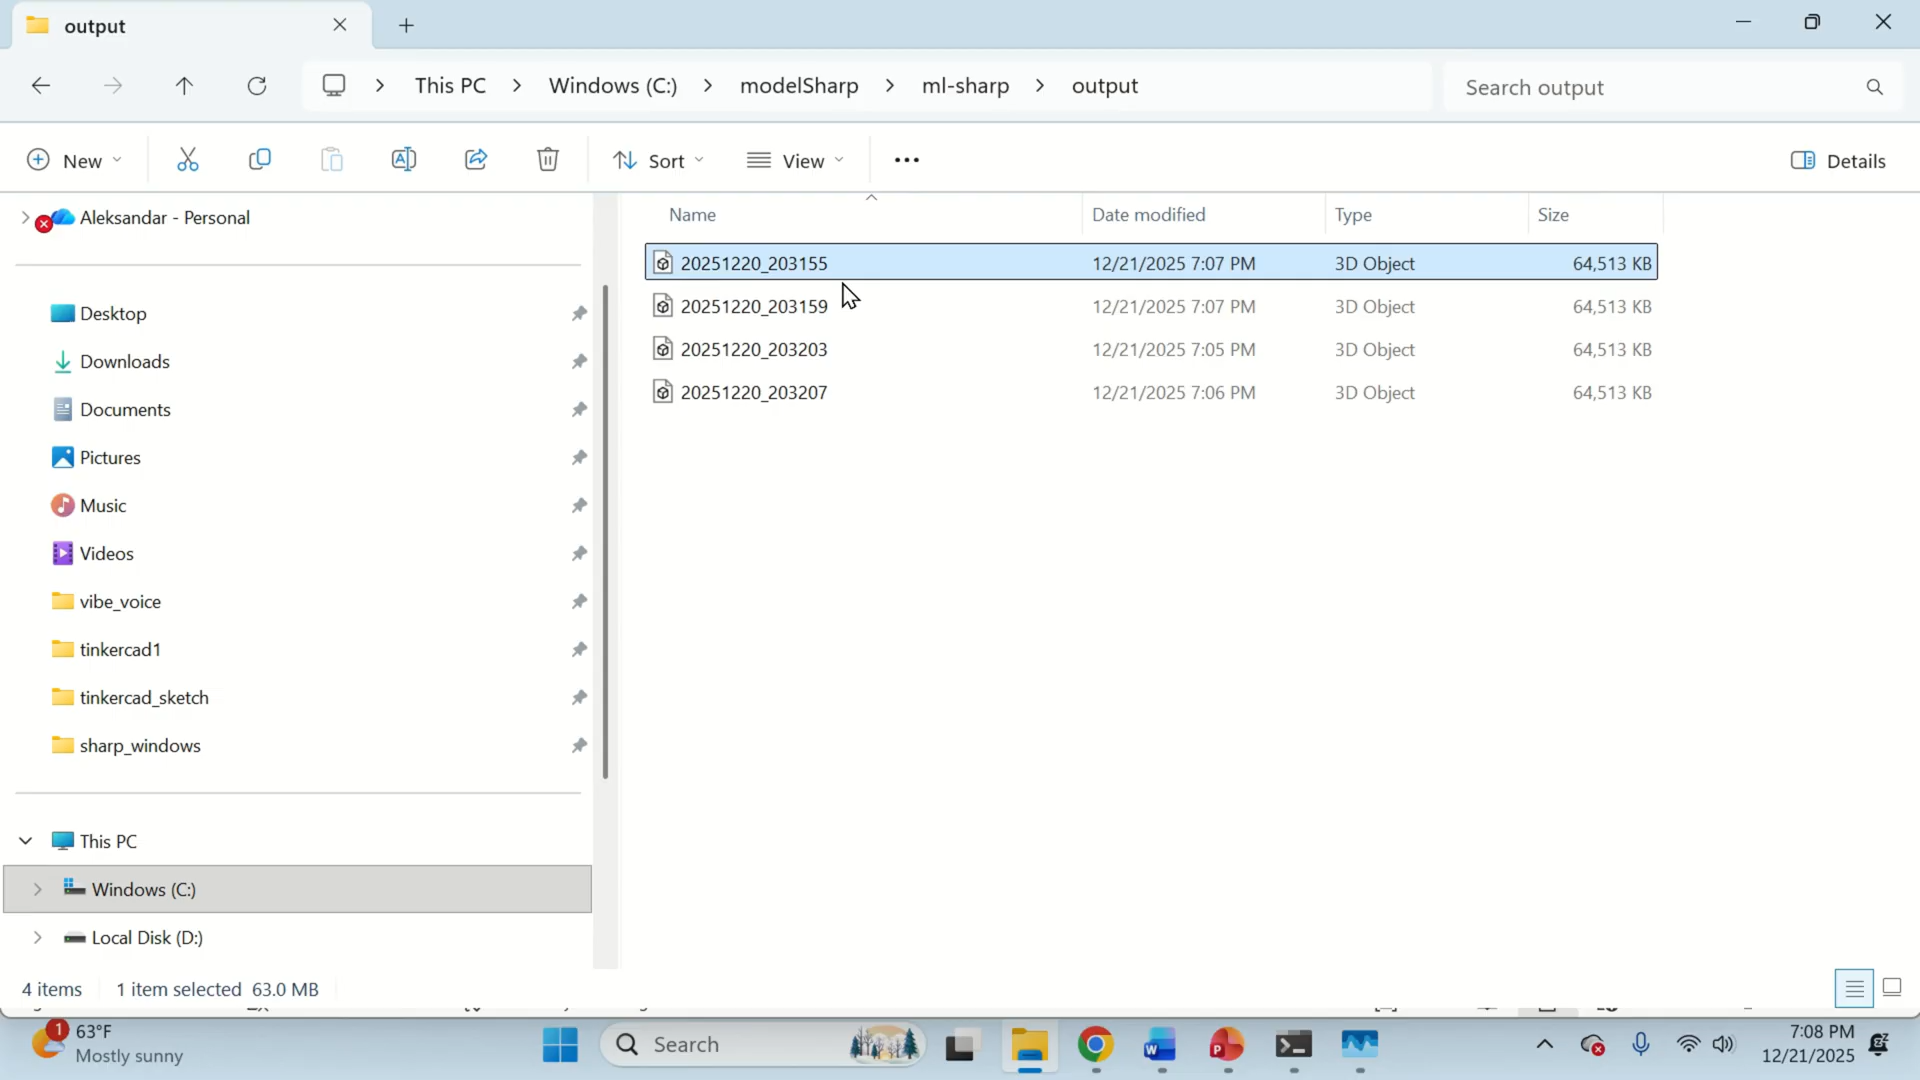 output
This PC
Windows (C:)
modelSharp
ml-sharp
output
Search output
New
Sort
View
Details
Aleksandar - Personal
Name
Date modified
Type
Size
20251220_203155 12/21/2025 7:07 PM 3D Object 64,513 KB
20251220_203159 12/21/2025 7:07 PM 3D Object 64,513 KB
20251220_203203 12/21/2025 7:05 PM 3D Object 64,513 KB
20251220_203207 12/21/2025 7:06 PM 3D Object 64,513 KB
Desktop
Downloads
Documents
Pictures
Music
Videos
vibe_voice
tinkercad1
tinkercad_sketch
sharp_windows
This PC
Windows (C:)
Local Disk (D:)
4 items 1 item selected 63.0 MB
1
63°F
Mostly sunny
Search
7:08 PM
12/21/2025